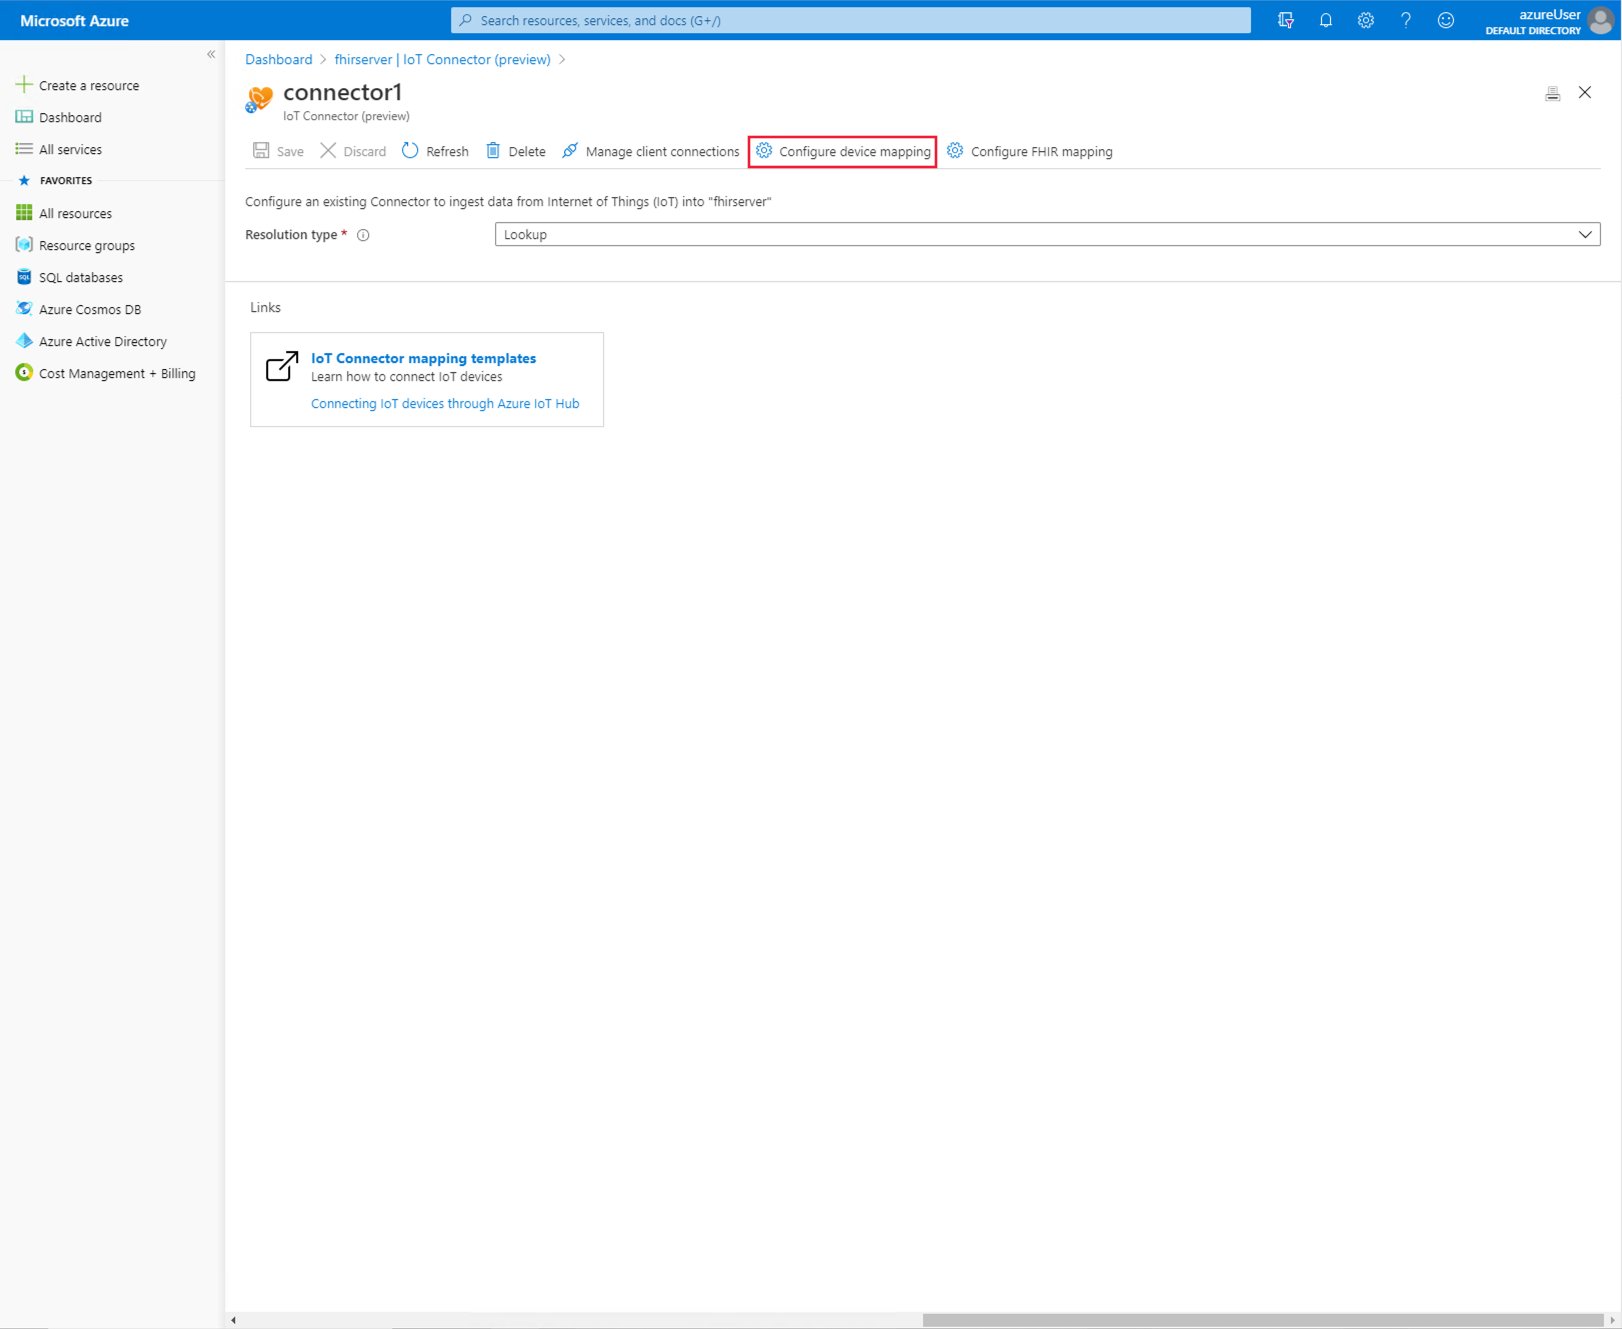 Microsoft Azure
Search resources, services, and docs (G+/)
azureUser
DEFAULT DIRECTORY
Create a resource
Dashboard
All services
FAVORITES
All resources
Resource groups
SQL databases
Azure Cosmos DB
Azure Active Directory
Cost Management + Billing
Dashboard > fhirserver | IoT Connector (preview) >
connector1
IoT Connector (preview)
Save Discard Refresh Delete Manage client connections Configure device mapping Configure FHIR mapping
Configure an existing Connector to ingest data from Internet of Things (IoT) into "fhirserver"
Resolution type * Lookup
Links
IoT Connector mapping templates
Learn how to connect IoT devices
Connecting IoT devices through Azure IoT Hub